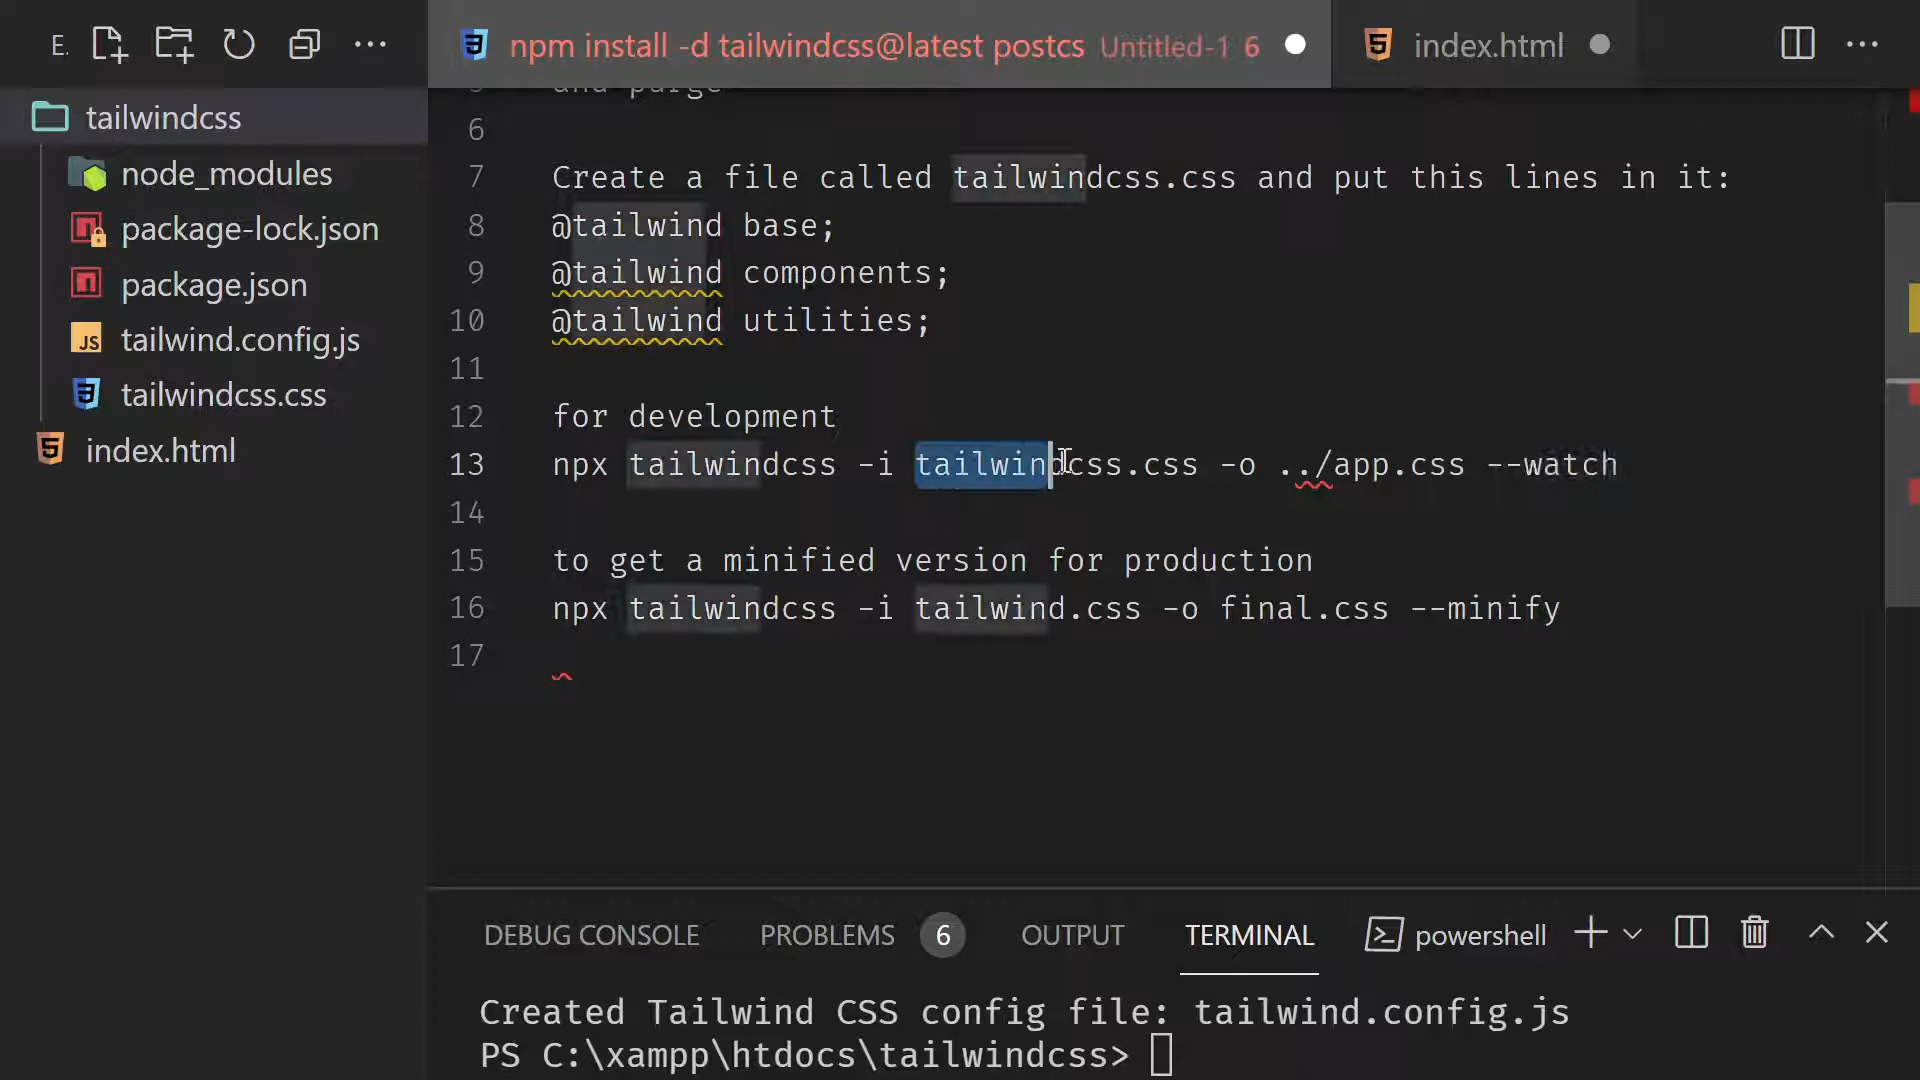 E.
npm install -d tailwindcss@latest postcs Untitled-1 6
index.html
tailwindcss
node_modules
package-lock.json
package.json
tailwind.config.js
tailwindcss.css
index.html
and purge
6
7 Create a file called tailwindcss.css and put this lines in it:
8 @tailwind base;
9 @tailwind components;
10 @tailwind utilities;
11
12 for development
13 npx tailwindcss -i tailwindcss.css -o ../app.css --watch
14
15 to get a minified version for production
16 npx tailwindcss -i tailwind.css -o final.css --minify
17
DEBUG CONSOLE PROBLEMS 6 OUTPUT TERMINAL powershell
Created Tailwind CSS config file: tailwind.config.js
PS C:\xampp\htdocs\tailwindcss>